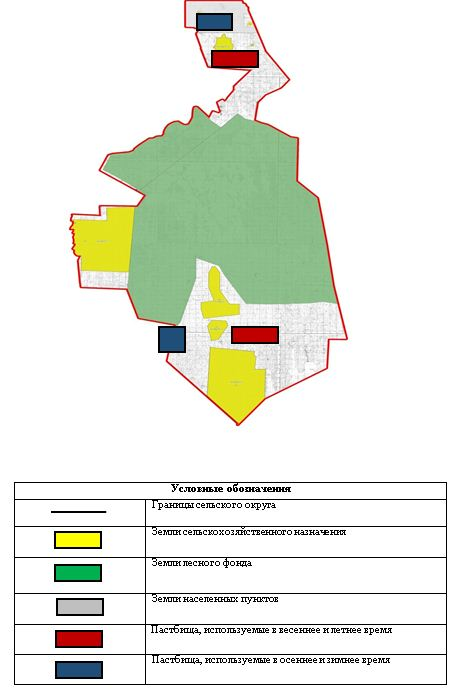 Условные обозначения
Границы сельского округа
Земли сельскохозяйственного назначения
Земли лесного фонда
Земли населенных пунктов
Пастбища, используемые в весеннее и летнее время
Пастбища, используемые в осеннее и зимнее время